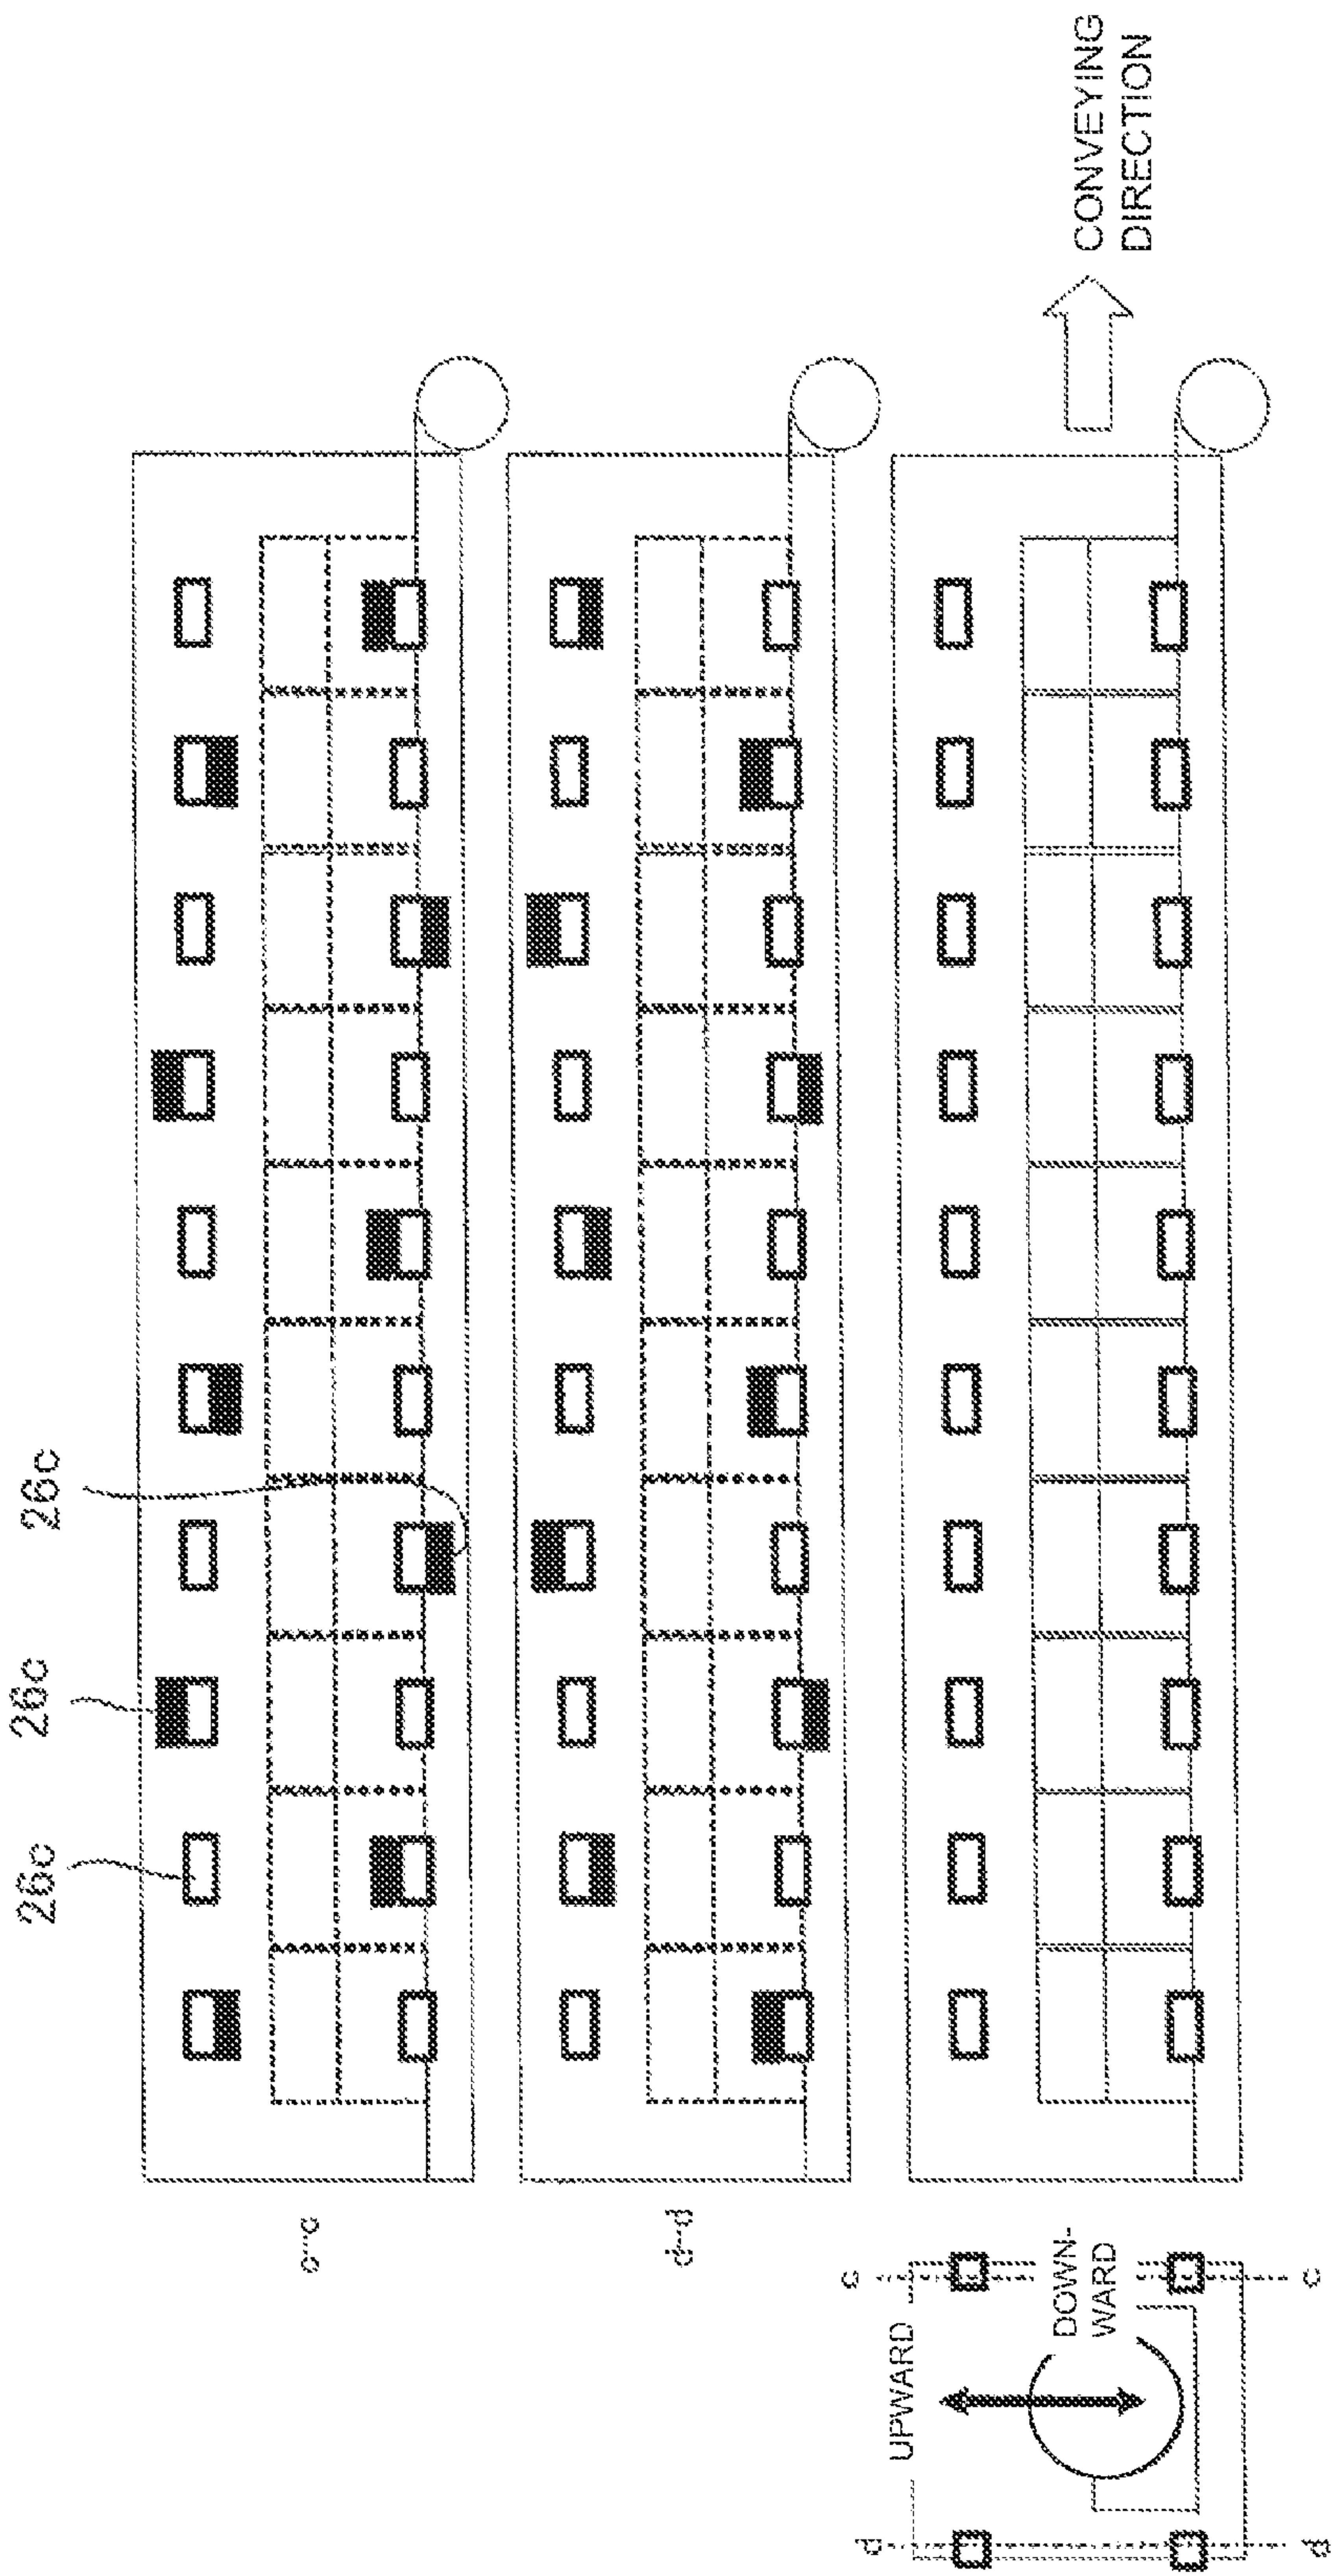 26c
26c
26c
c-c
d-d
d
c
UPWARD
DOWN-
WARD
d
c
CONVEYING
DIRECTION